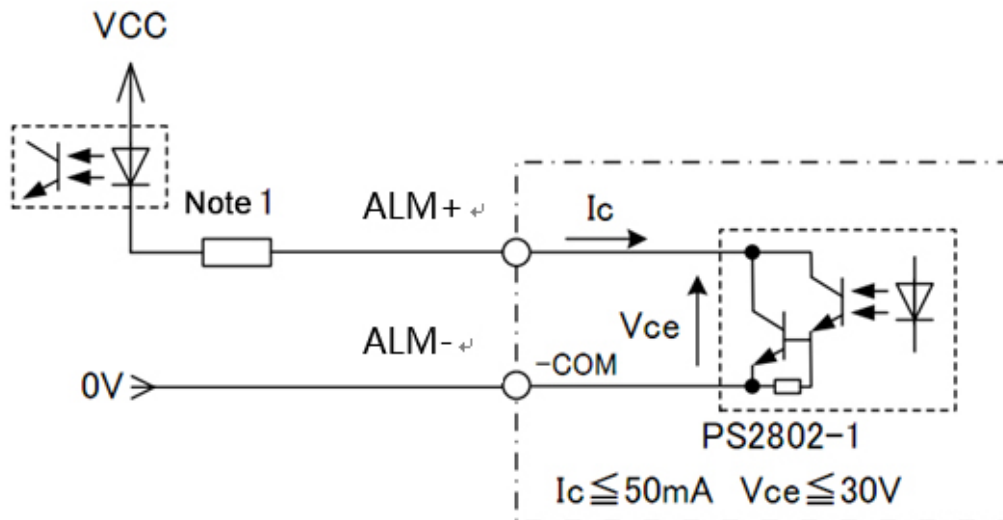 VCC
Note 1
ALM+ ↵
Ic
Vce
ALM- ↵
-COM
0V
PS2802-1
Ic≦50mA Vce≦30V